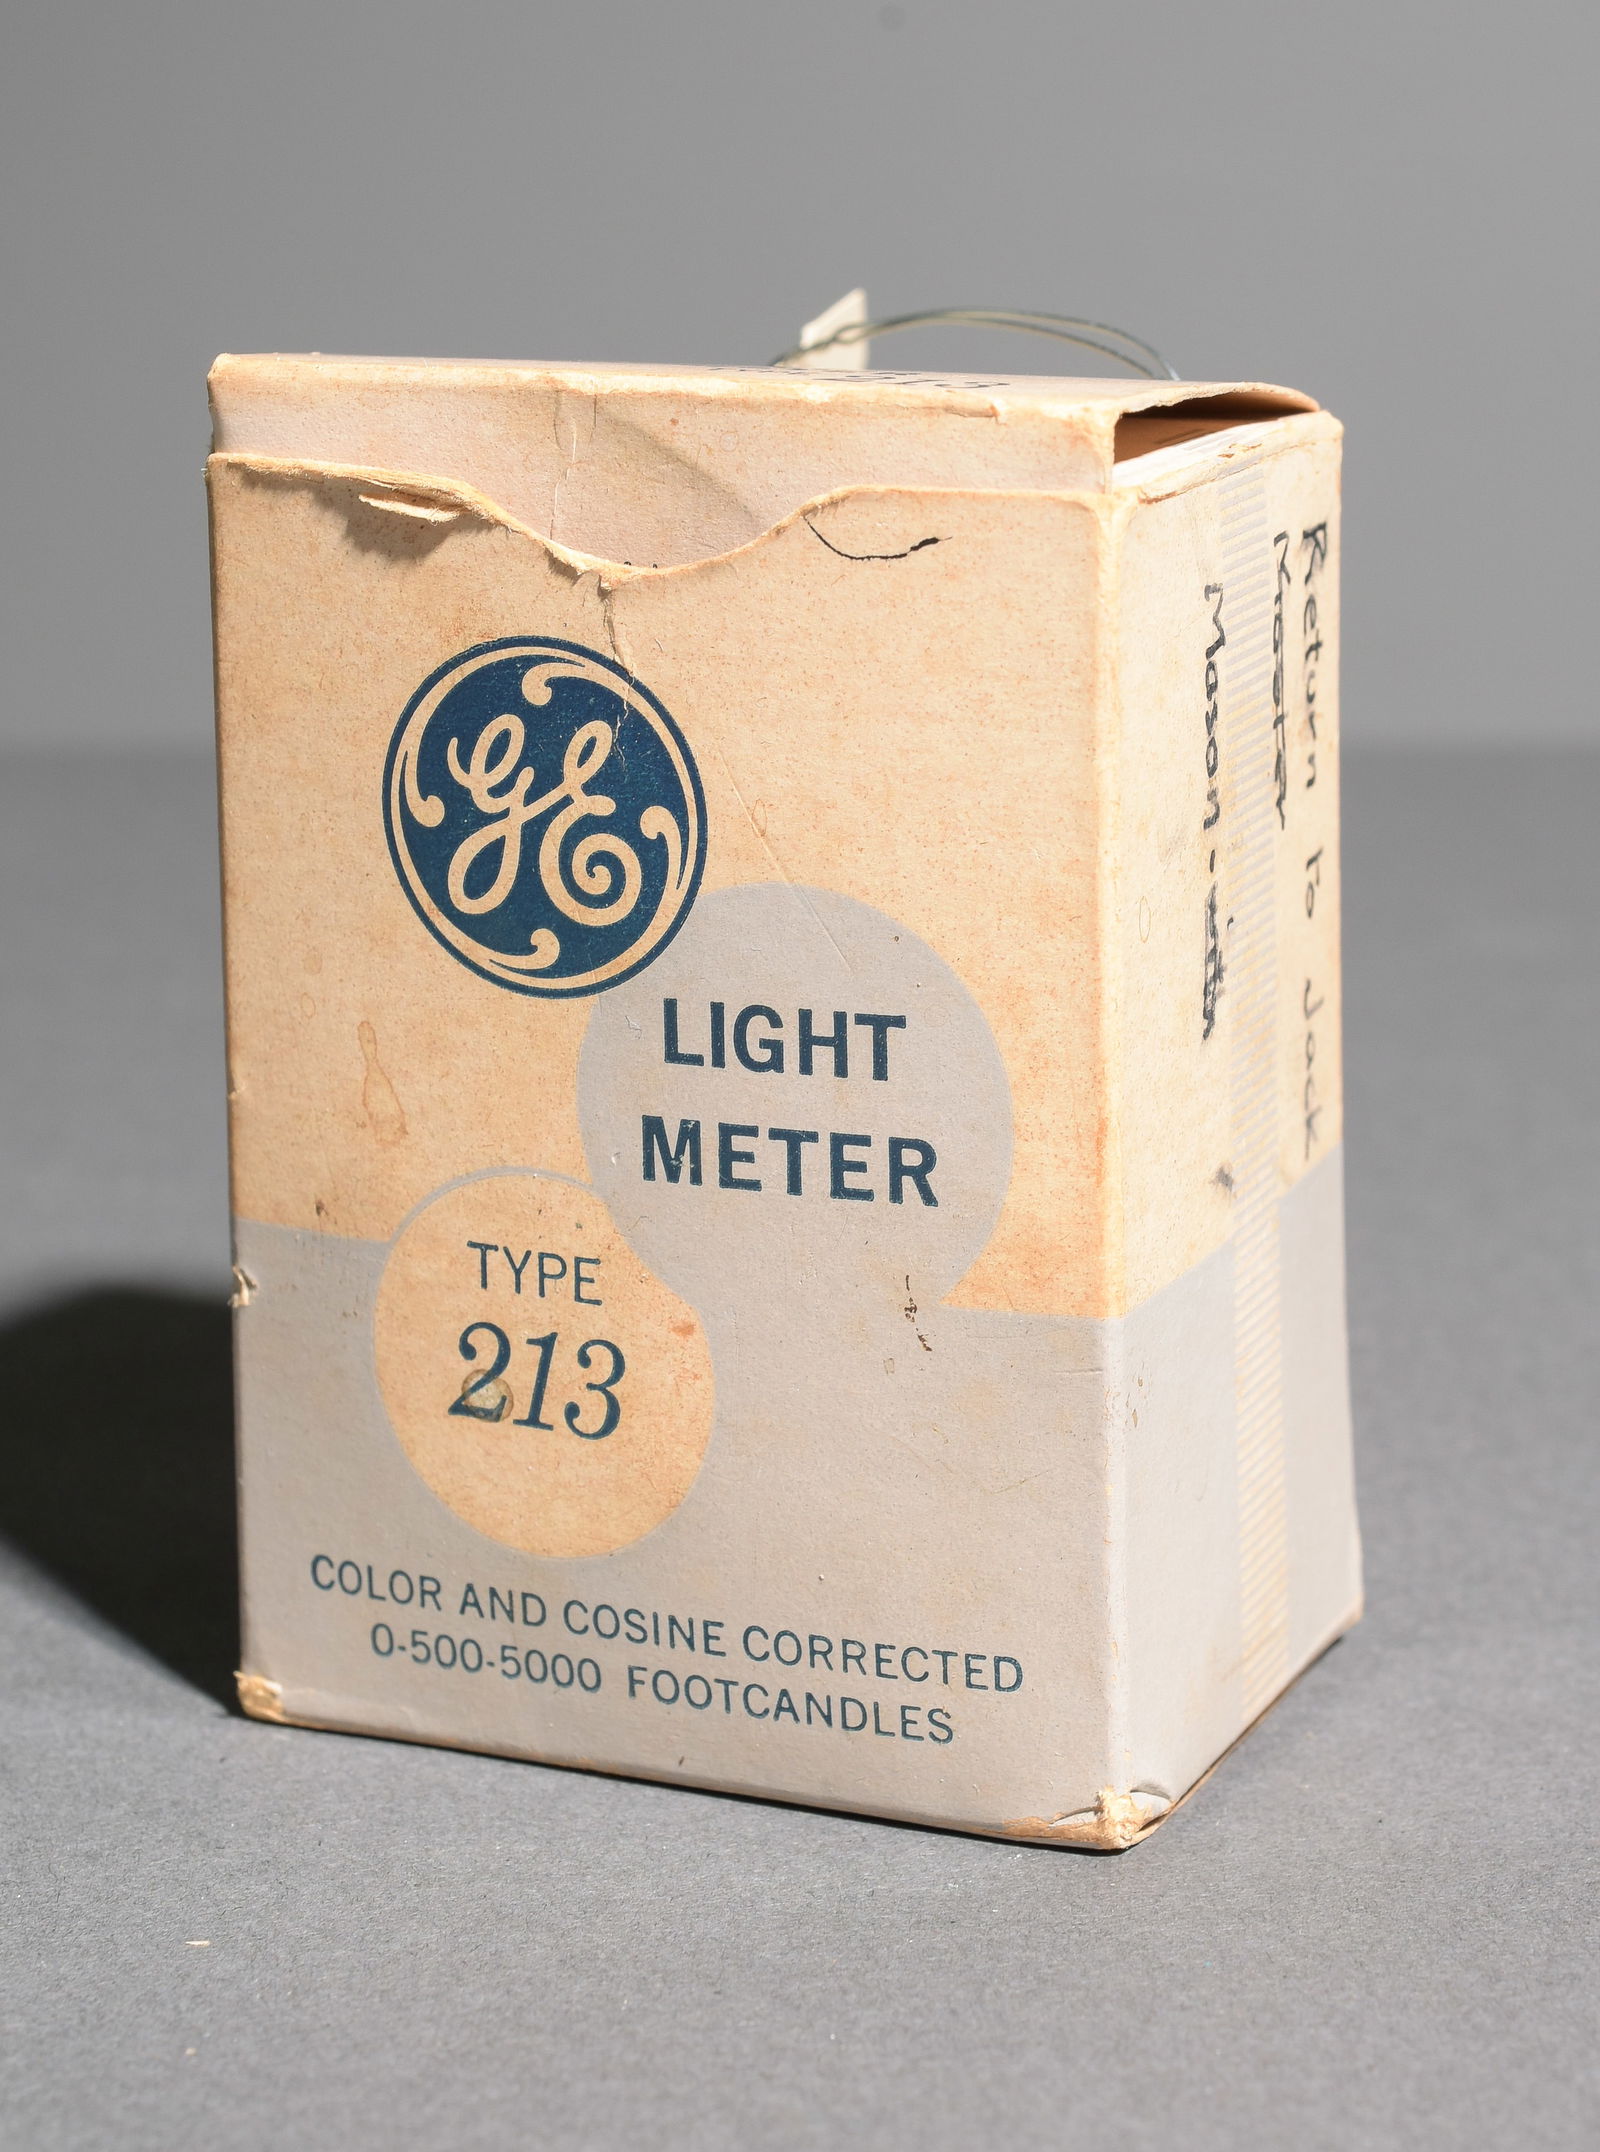 GE
LIGHT
METER
TYPE
213
COLOR AND COSINE CORRECTED
0-500-5000 FOOTCANDLES
Return to Jack
Mason.